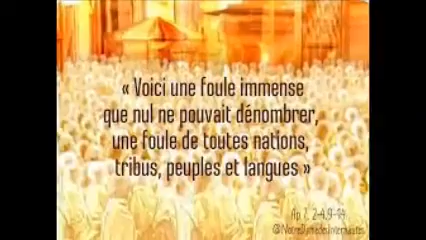 « Voici une foule immense
que nul ne pouvait dénombrer,
une foule de toutes nations,
tribus, peuples et langues »
Ap 7, 2-4.9-14
@NotreDamedesInternautes